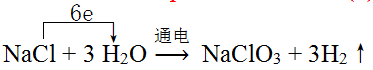 6e
通电
NaCl + 3 H₂O ⟶ NaClO₃ + 3H₂ ↑